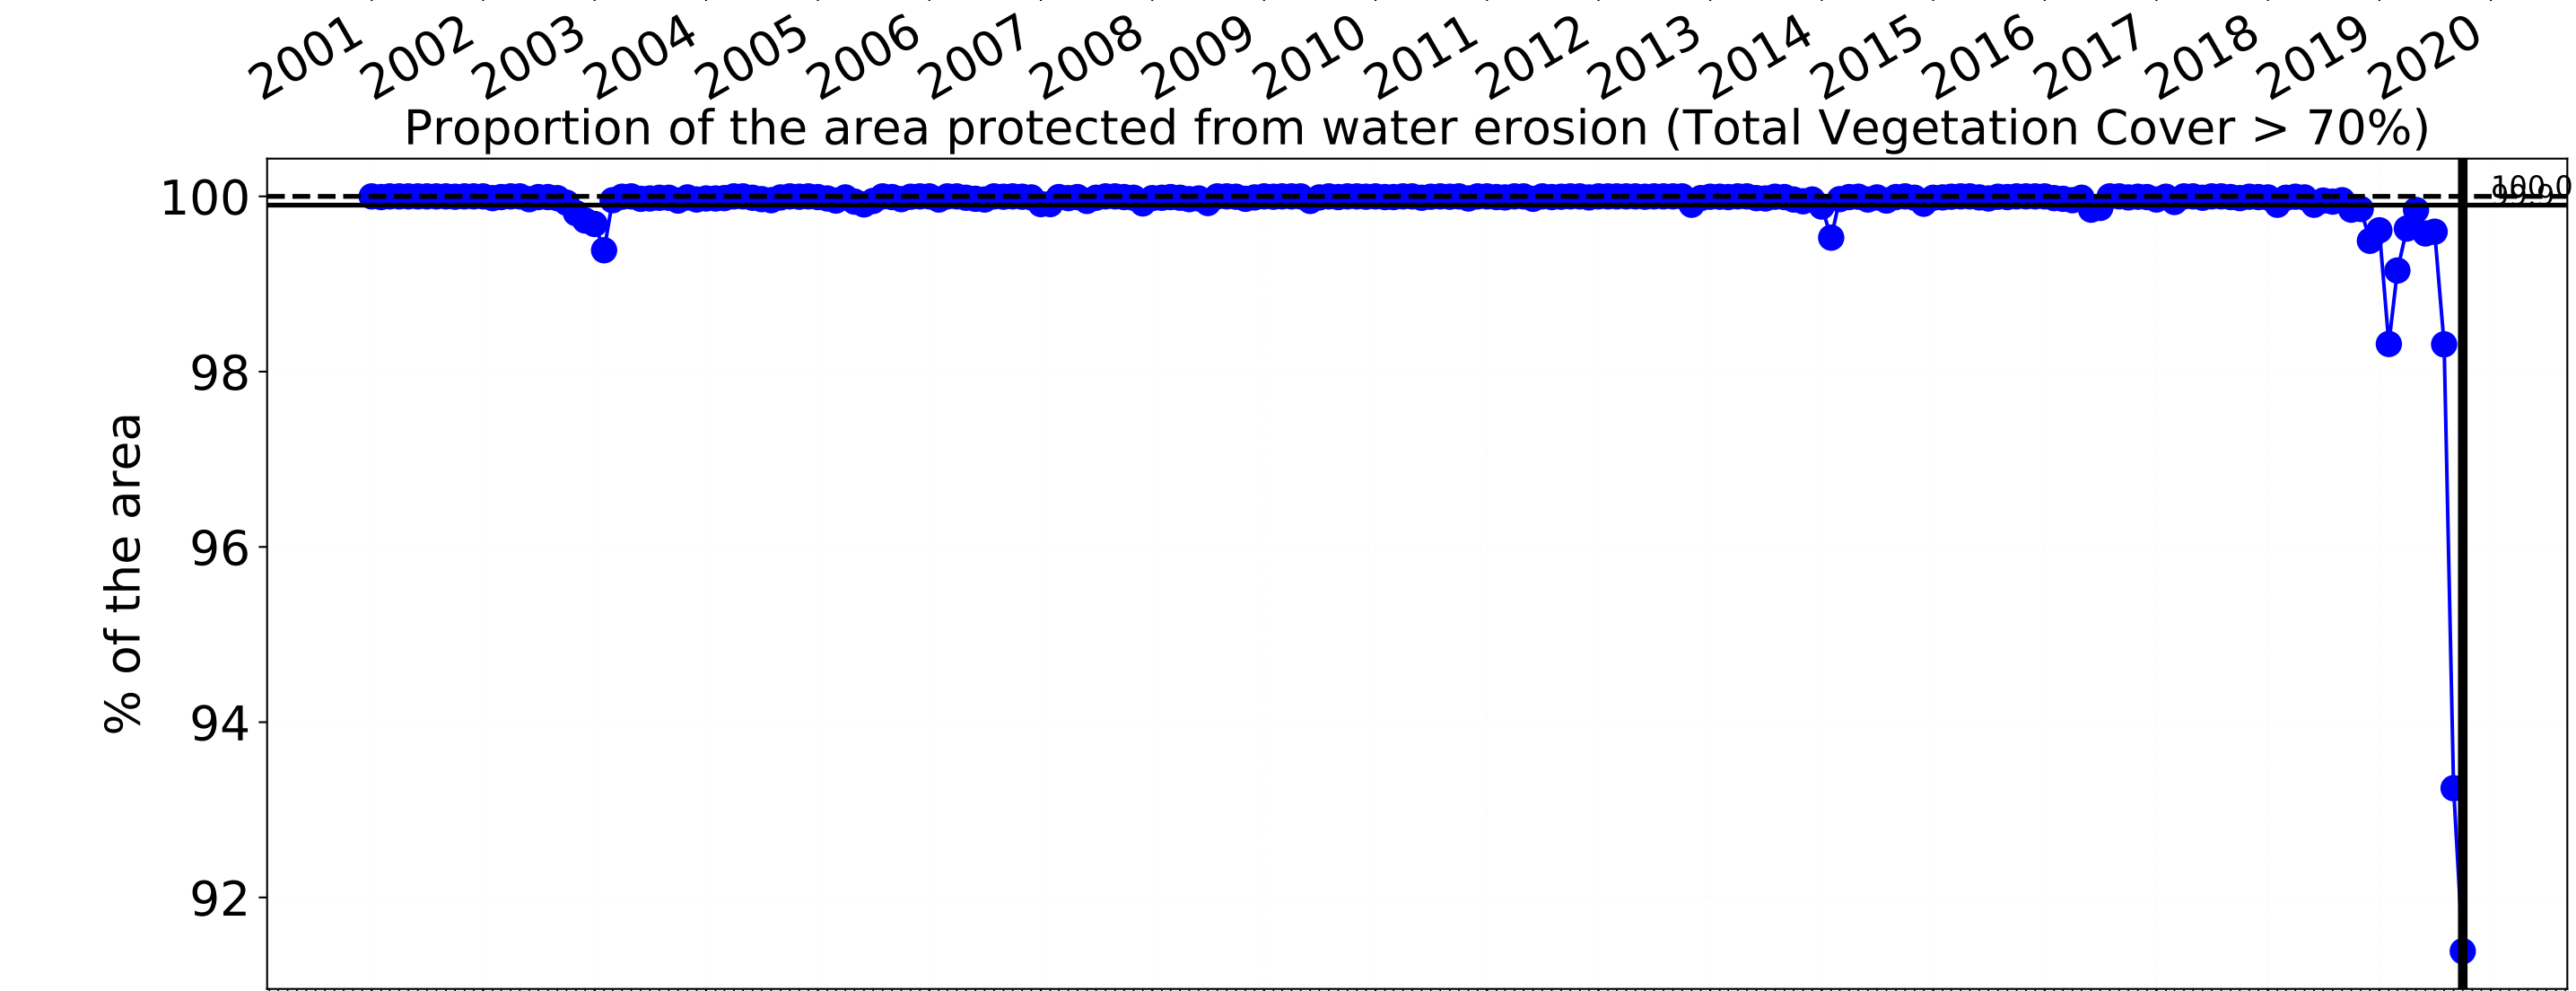 2001 2002 2003 2004 2005 2006 2007 2008 2009 2010 2011 2012 2013 2014 2015 2016 2017 2018 2019 2020
Proportion of the area protected from water erosion (Total Vegetation Cover > 70%)
100.0
99.9
100
98
96
94
92
% of the area